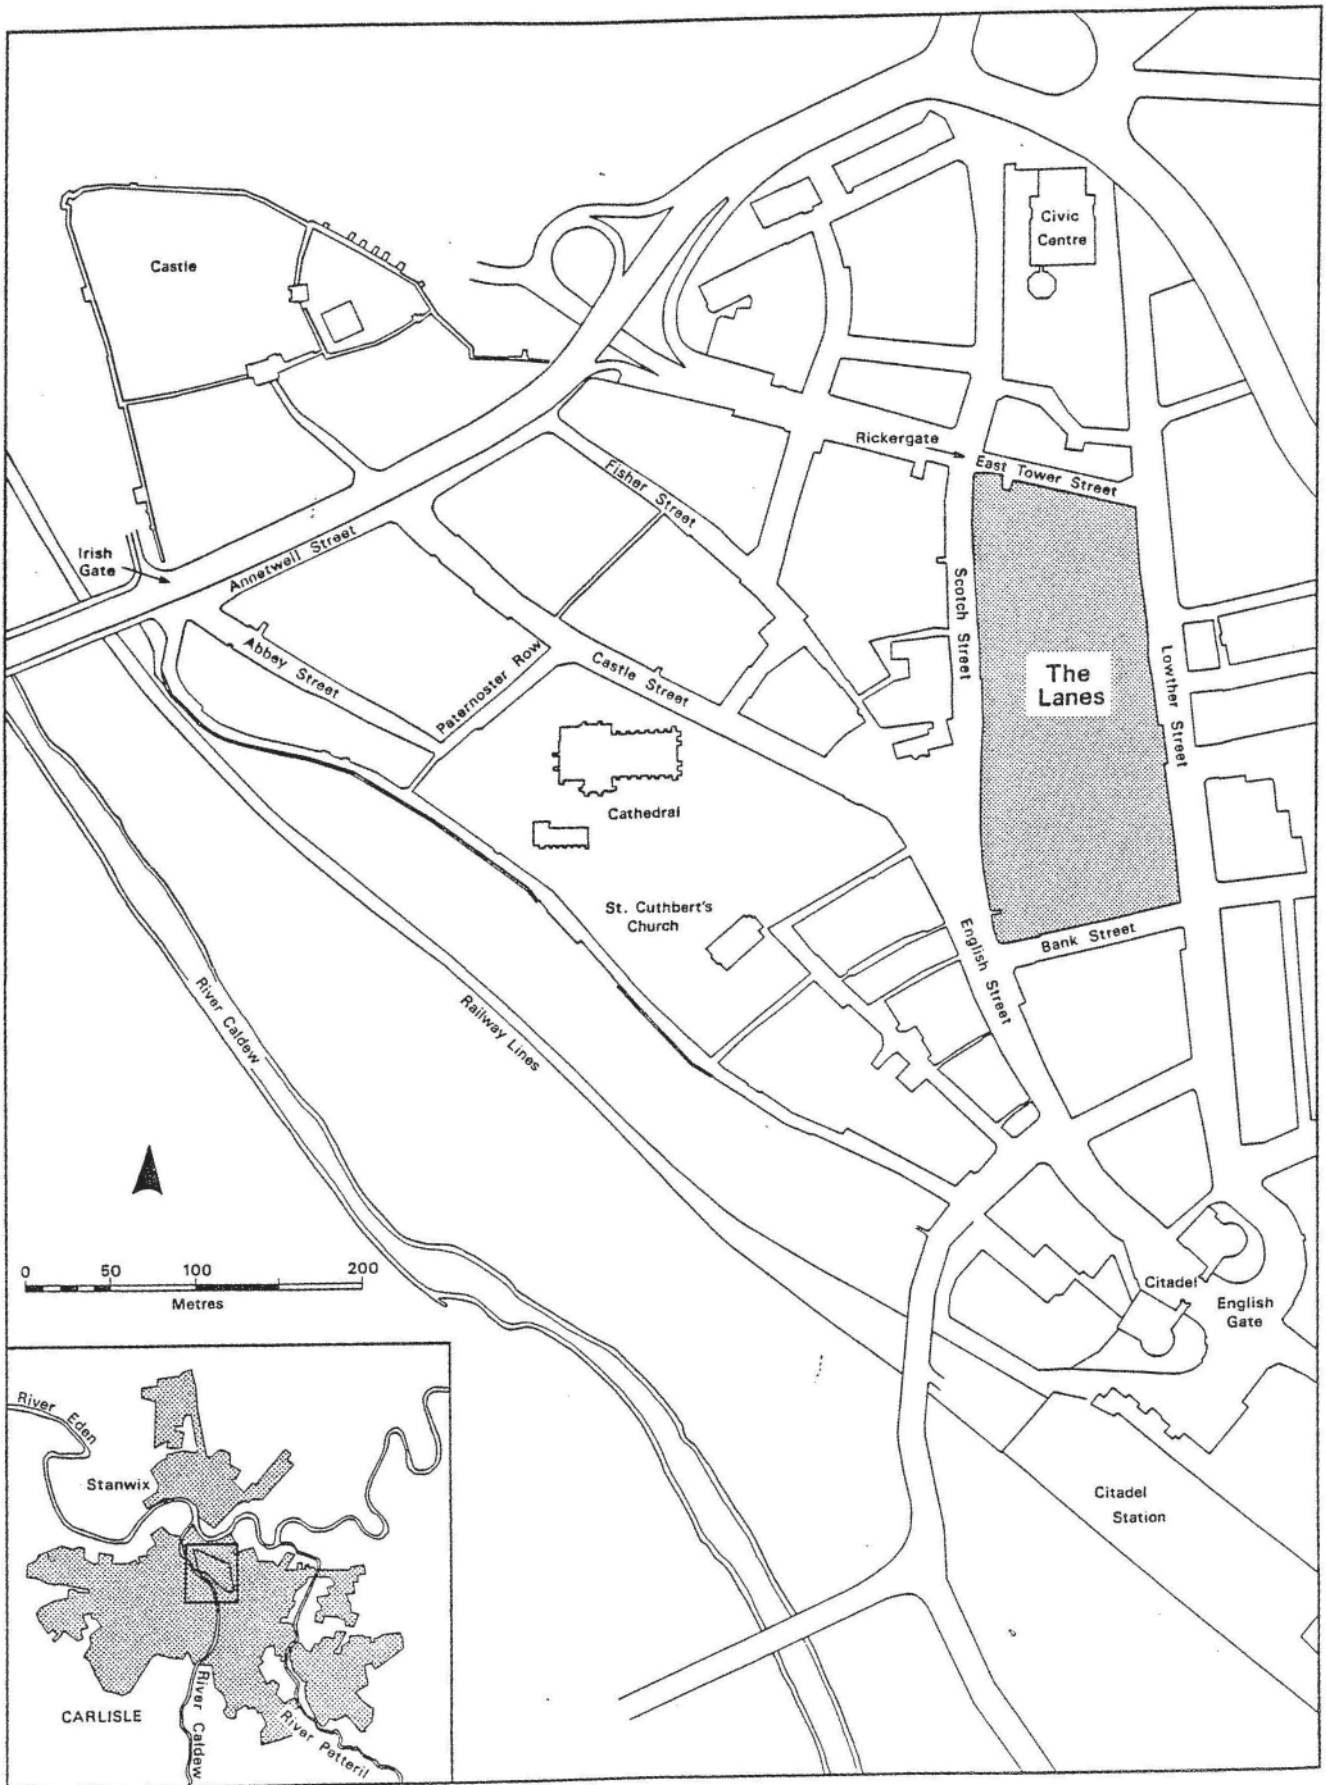 Civic
Centre
Castle
Rickergate
East Tower Street
Fisher Street
Irish
Gate
Annetwell Street
Scotch Street
Abbey Street
Paternoster Row
Castle Street
The
Lanes
Lowther Street
Cathedral
St. Cuthbert's
Church
English Street
Bank Street
River Caldew
Railway Lines
0 50 100 200
Metres
Citadel
English
Gate
Citadel
Station
River Eden
Stanwix
CARLISLE
River Caldew
River Petteril